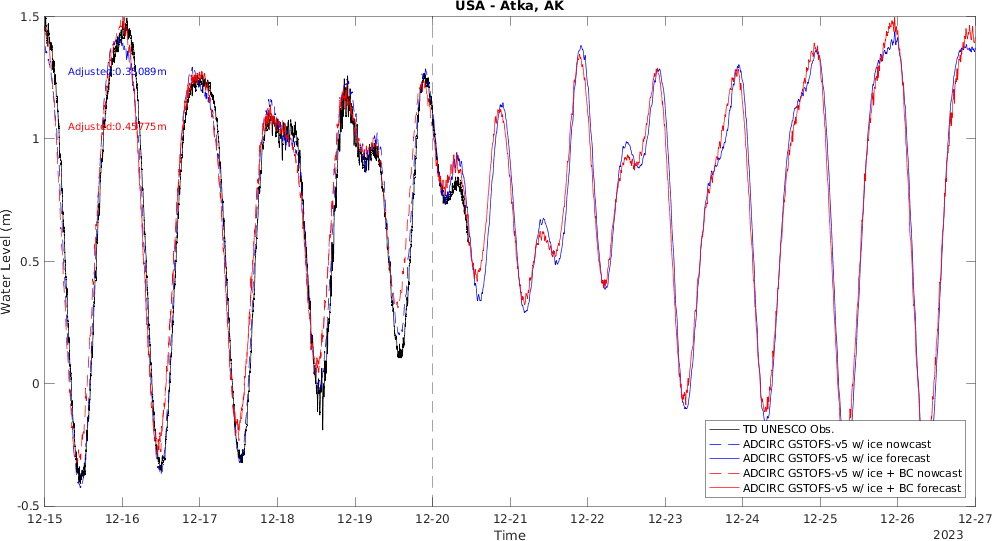 USA - Atka, AK
1.5
Adjusted:0.35089m
Adjusted:0.45775m
1
Water Level (m)
0.5
0
-0.5
TD UNESCO Obs.
ADCIRC GSTOFS-v5 w/ ice nowcast
ADCIRC GSTOFS-v5 w/ ice forecast
ADCIRC GSTOFS-v5 w/ ice + BC nowcast
ADCIRC GSTOFS-v5 w/ ice + BC forecast
12-15 12-16 12-17 12-18 12-19 12-20 12-21 12-22 12-23 12-24 12-25 12-26 12-27
Time
2023